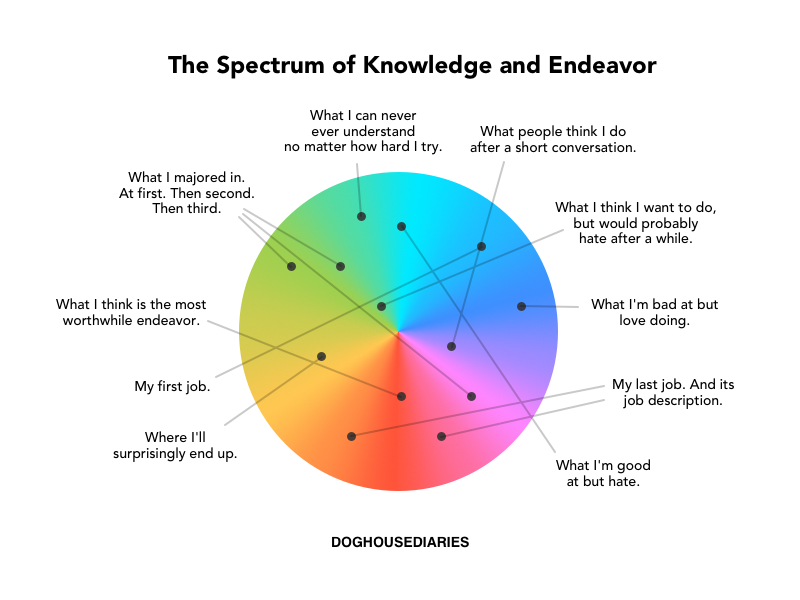 The Spectrum of Knowledge and Endeavor
What I can never
ever understand
no matter how hard I try.
What people think I do
after a short conversation.
What I majored in.
At first. Then second.
Then third.
What I think I want to do,
but would probably
hate after a while.
What I think is the most
worthwhile endeavor.
What I'm bad at but
love doing.
My first job.
My last job. And its
job description.
Where I'll
surprisingly end up.
What I'm good
at but hate.
DOGHOUSEDIARIES